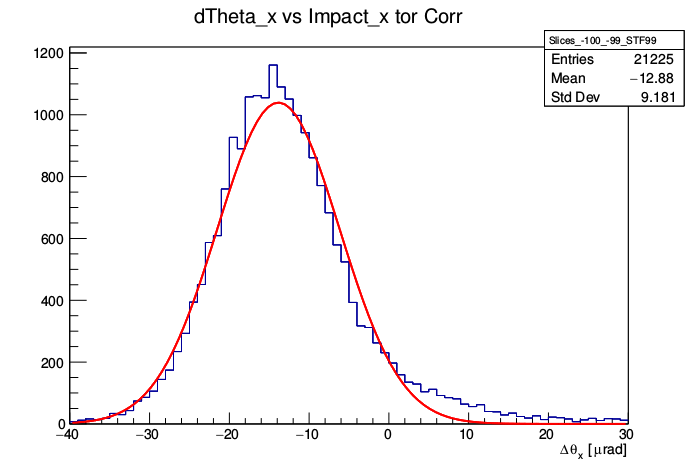 dTheta_x vs Impact_x tor Corr
Slices_-100_-99_STF99
Entries 21225
Mean −12.88
Std Dev 9.181
1200
1000
800
600
400
200
0
−40 −30 −20 −10 0 10 20 30
Δθx [μrad]